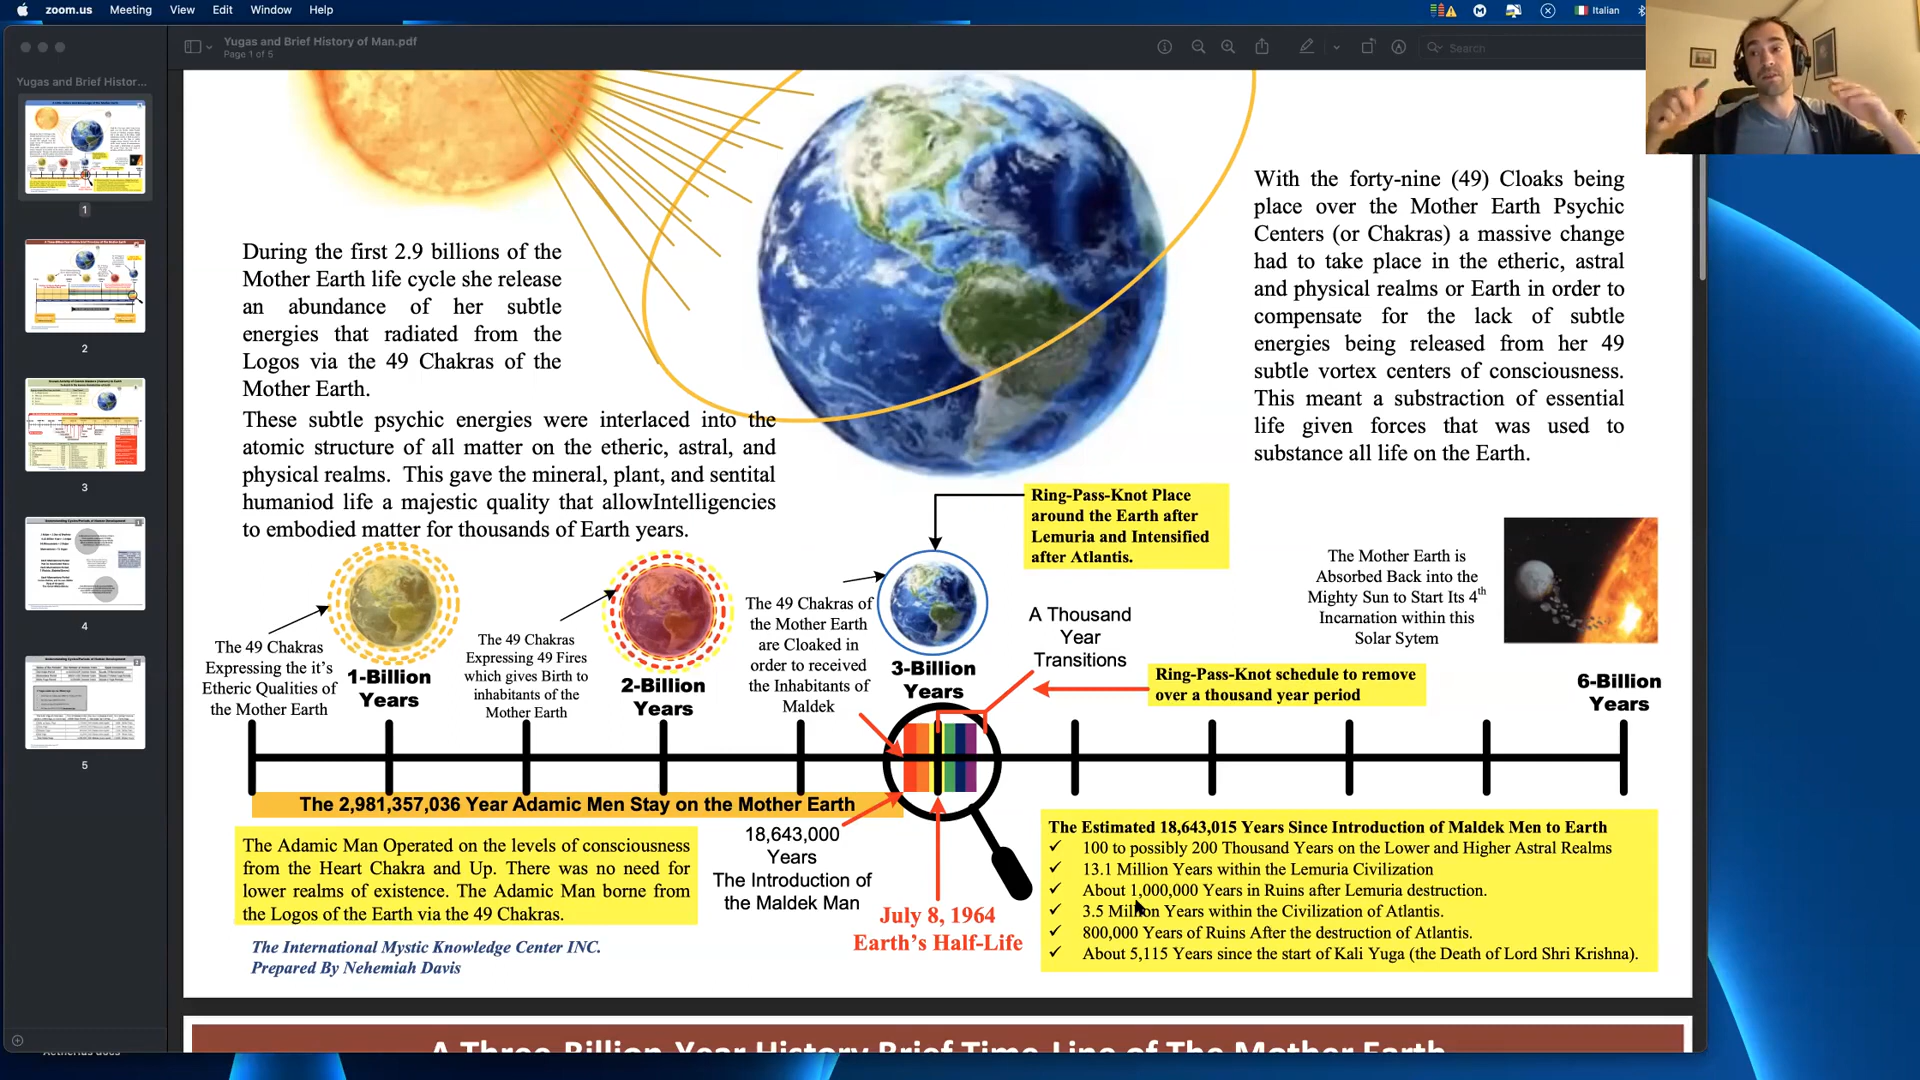 zoom.us Meeting View Edit Window Help
Italian
Yugas and Brief History of Man.pdf
Page 1 of 5
Search
Yugas and Brief Histor...
1
2
3
4
5
During the first 2.9 billions of the
Mother Earth life cycle she release
an abundance of her subtle
energies that radiated from the
Logos via the 49 Chakras of the
Mother Earth.
These subtle psychic energies were interlaced into the
atomic structure of all matter on the etheric, astral, and
physical realms. This gave the mineral, plant, and sentital
humaniod life a majestic quality that allowIntelligencies
to embodied matter for thousands of Earth years.
With the forty-nine (49) Cloaks being
place over the Mother Earth Psychic
Centers (or Chakras) a massive change
had to take place in the etheric, astral
and physical realms or Earth in order to
compensate for the lack of subtle
energies being released from her 49
subtle vortex centers of consciousness.
This meant a substraction of essential
life given forces that was used to
substance all life on the Earth.
Ring-Pass-Knot Place
around the Earth after
Lemuria and Intensified
after Atlantis.
The Mother Earth is
Absorbed Back into the
Mighty Sun to Start Its 4th
Incarnation within this
Solar Sytem
The 49 Chakras
Expressing the it's
Etheric Qualities of
the Mother Earth
1-Billion
Years
The 49 Chakras
Expressing 49 Fires
which gives Birth to
inhabitants of the
Mother Earth
2-Billion
Years
The 49 Chakras of
the Mother Earth
are Cloaked in
order to received
the Inhabitants of
Maldek
3-Billion
Years
A Thousand
Year
Transitions
Ring-Pass-Knot schedule to remove
over a thousand year period
6-Billion
Years
The 2,981,357,036 Year Adamic Men Stay on the Mother Earth
The Adamic Man Operated on the levels of consciousness
from the Heart Chakra and Up. There was no need for
lower realms of existence. The Adamic Man borne from
the Logos of the Earth via the 49 Chakras.
18,643,000
Years
The Introduction of
the Maldek Man
July 8, 1964
Earth's Half-Life
The Estimated 18,643,015 Years Since Introduction of Maldek Men to Earth
✓ 100 to possibly 200 Thousand Years on the Lower and Higher Astral Realms
✓ 13.1 Million Years within the Lemuria Civilization
✓ About 1,000,000 Years in Ruins after Lemuria destruction.
✓ 3.5 Million Years within the Civilization of Atlantis.
✓ 800,000 Years of Ruins After the destruction of Atlantis.
✓ About 5,115 Years since the start of Kali Yuga (the Death of Lord Shri Krishna).
The International Mystic Knowledge Center INC.
Prepared By Nehemiah Davis
A Three Billion Year History Brief Time-Line of The Mother Earth